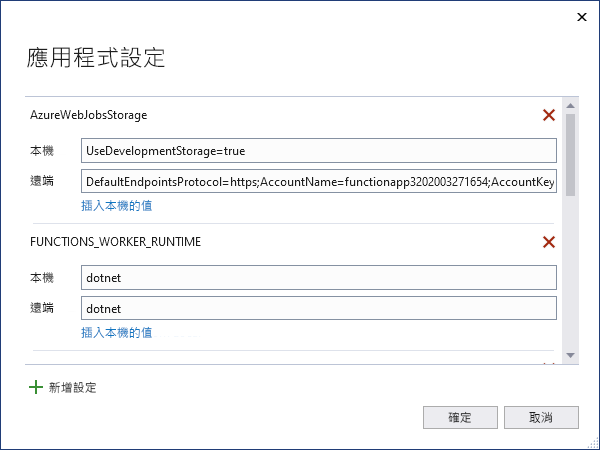 應用程式設定
AzureWebJobsStorage
本機 UseDevelopmentStorage=true
遠端 DefaultEndpointsProtocol=https;AccountName=functionapp3202003271654;AccountKey
插入本機的值
FUNCTIONS_WORKER_RUNTIME
本機 dotnet
遠端 dotnet
插入本機的值
新增設定
確定 取消